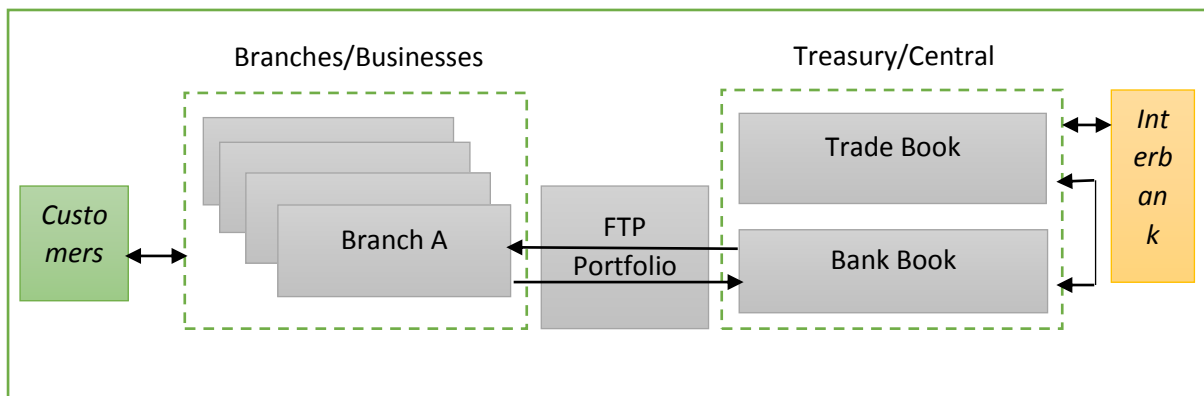 Branches/Businesses
Treasury/Central
Custo
mers
Branch A
FTP
Portfolio
Trade Book
Bank Book
Int
erb
an
k